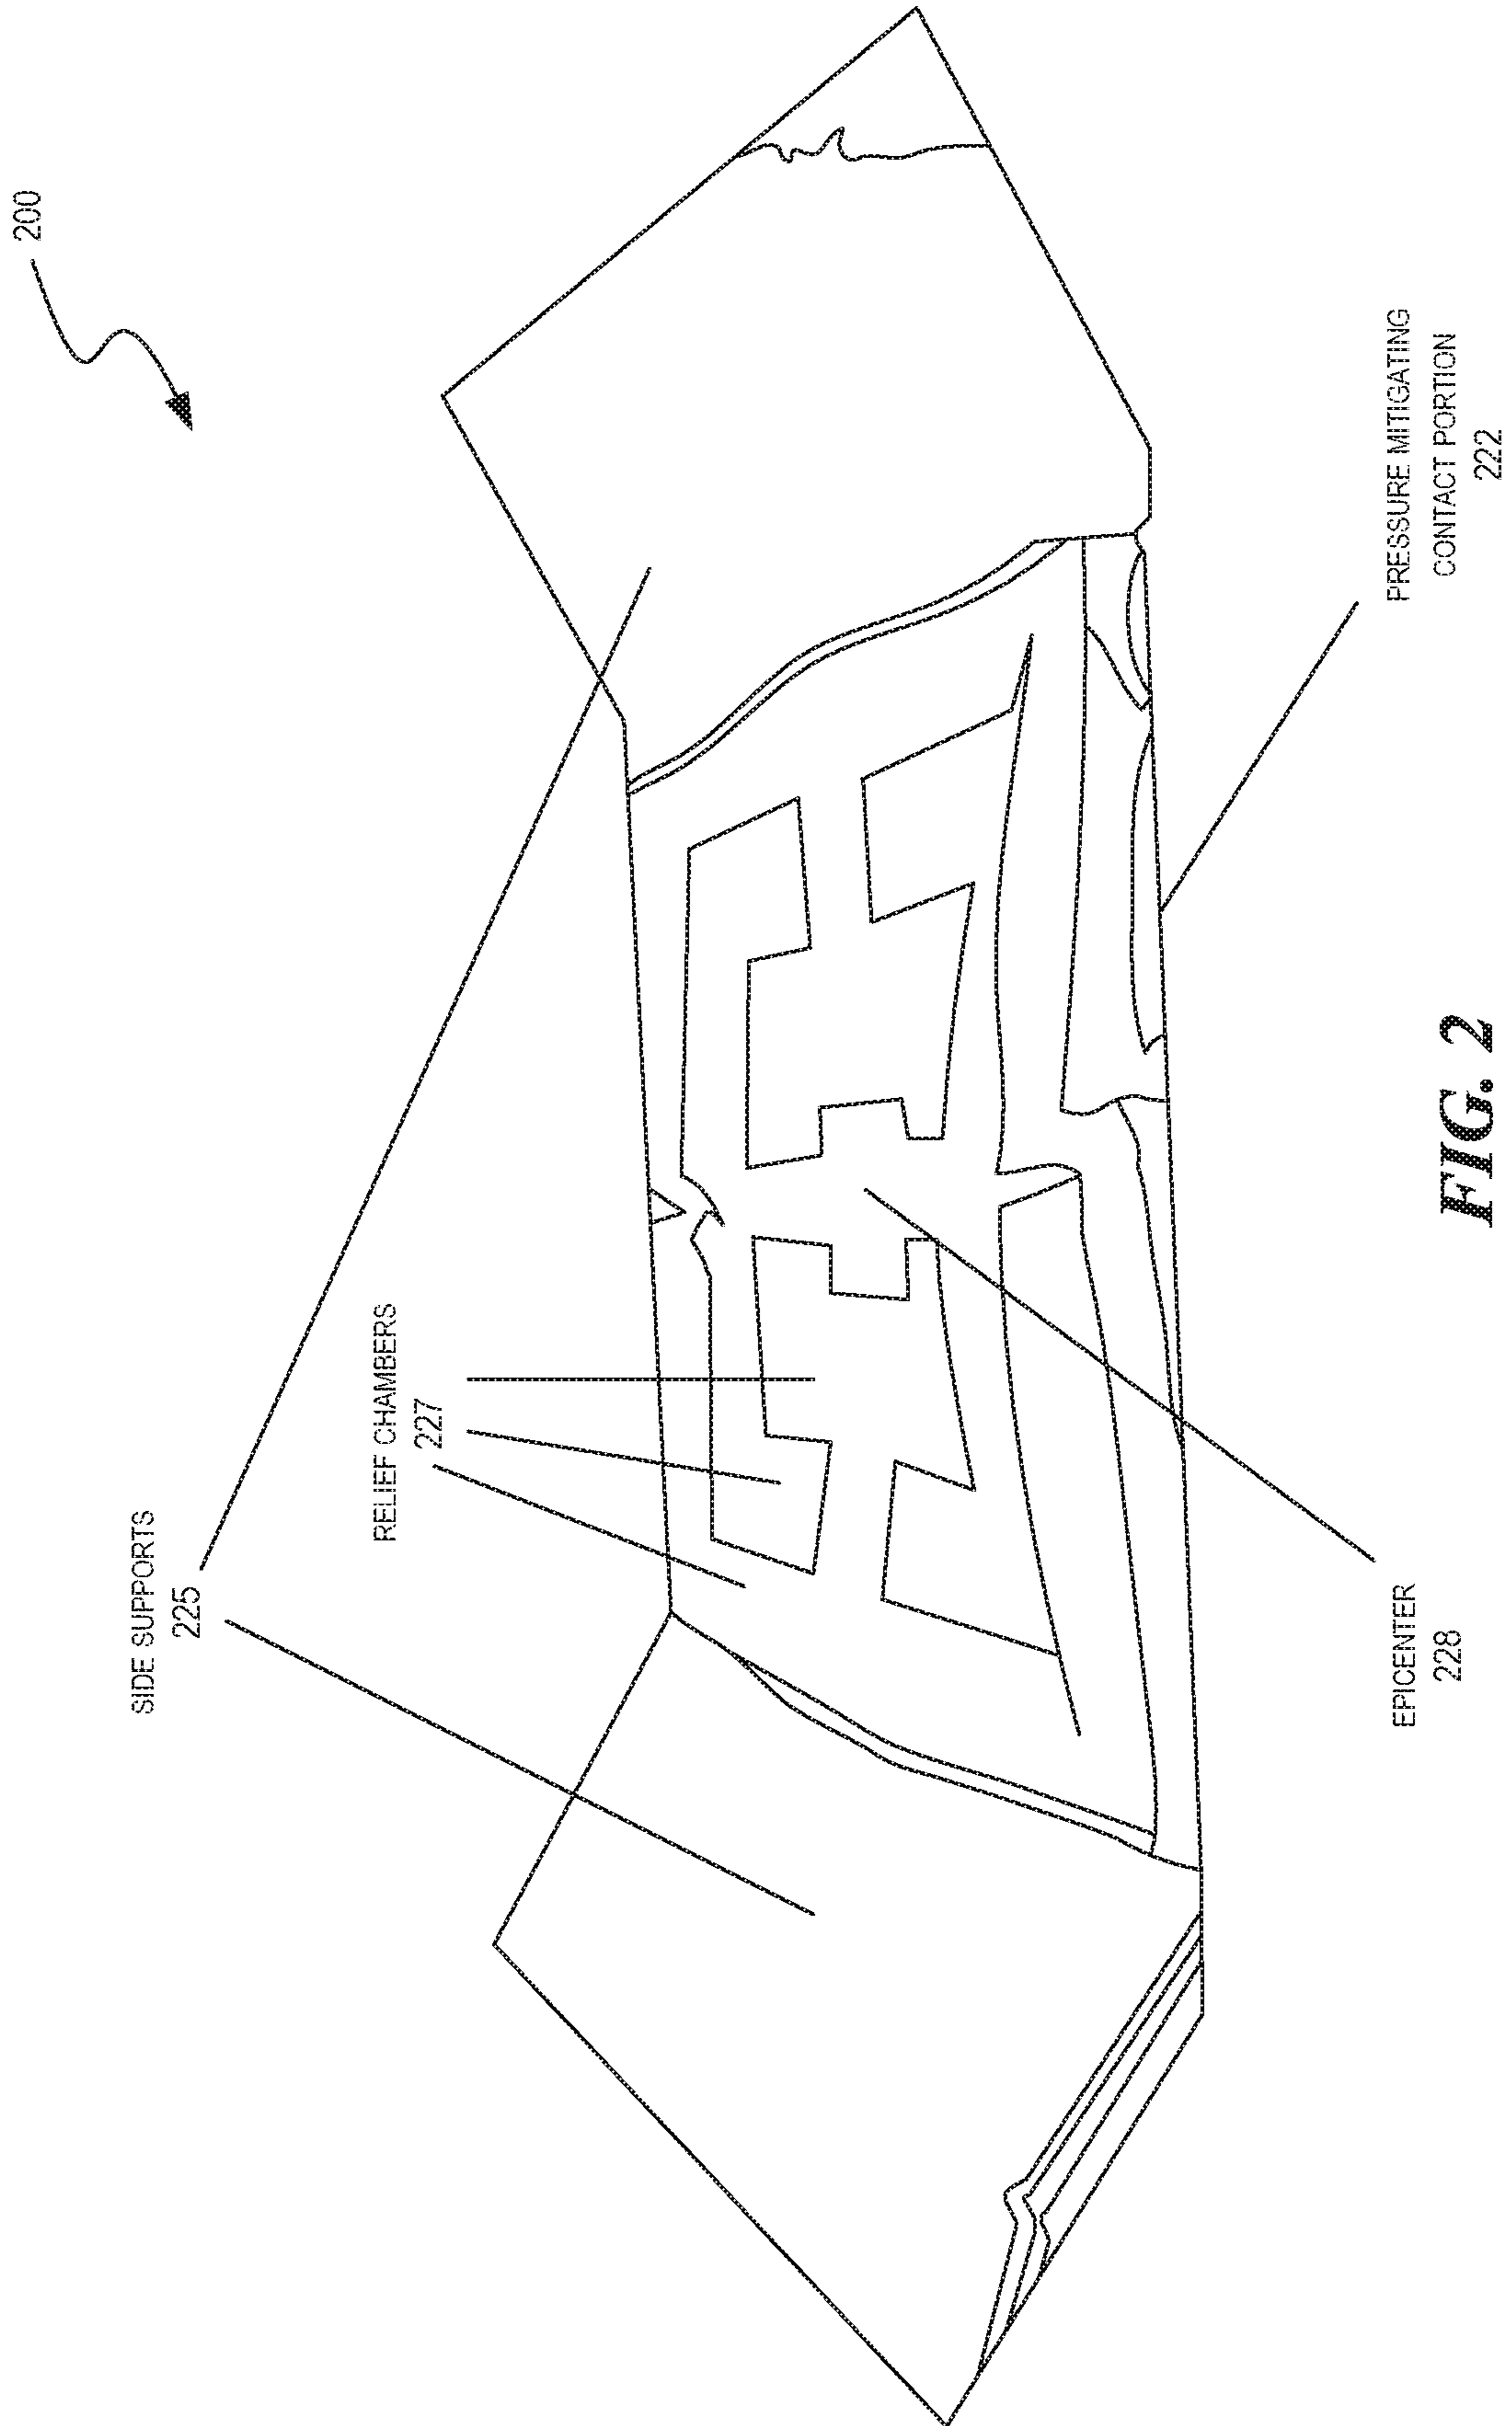 200
SIDE SUPPORTS
225
RELIEF CHAMBERS
227
EPICENTER
228
PRESSURE MITIGATING
CONTACT PORTION
222
FIG. 2